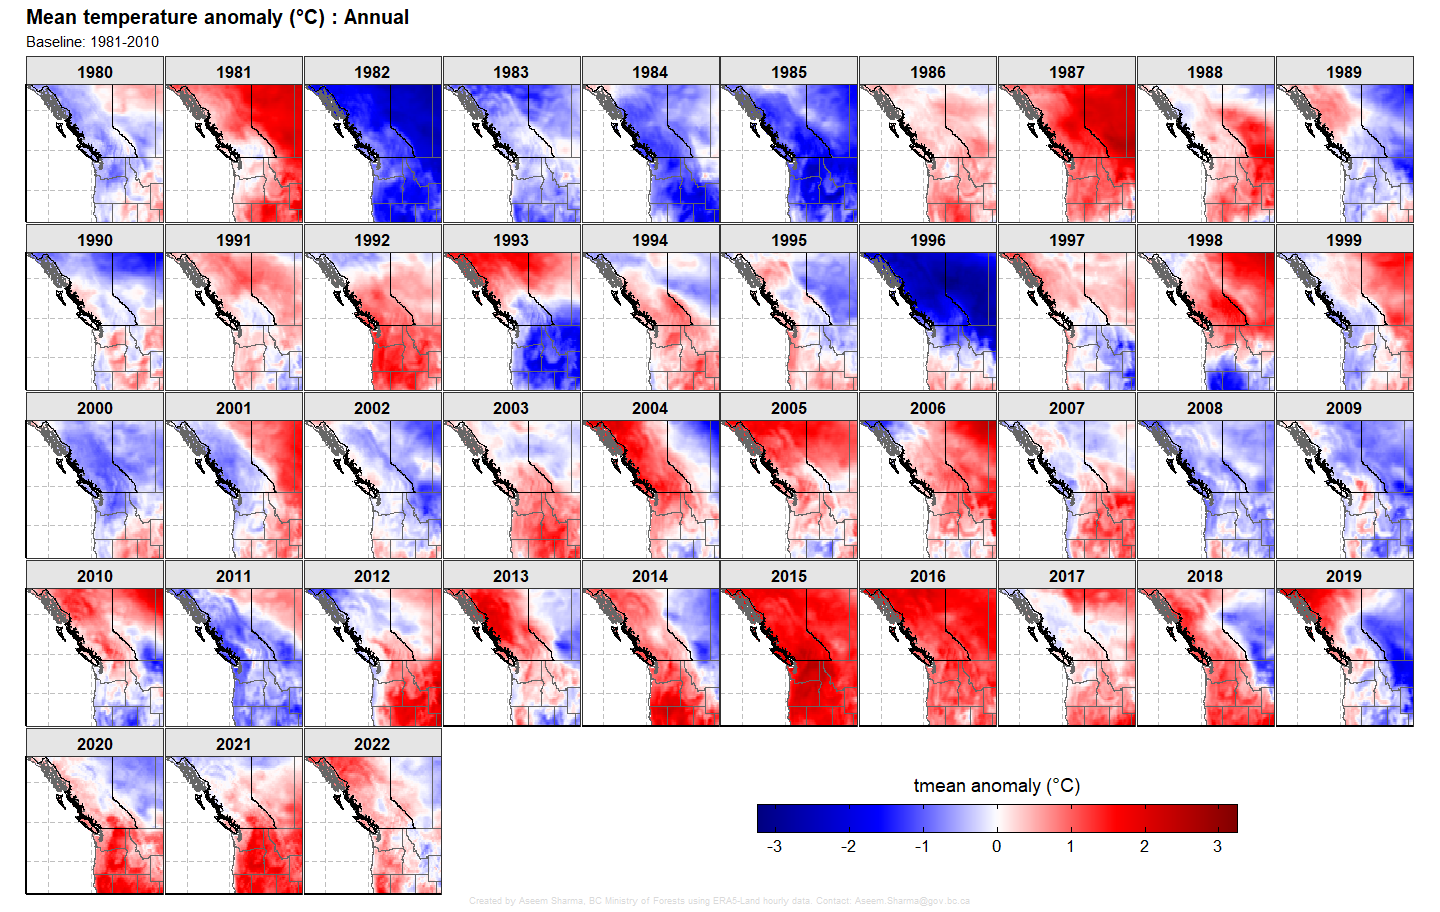 Mean temperature anomaly (°C) : Annual
Baseline: 1981-2010
1980 1981 1982 1983 1984 1985 1986 1987 1988 1989
1990 1991 1992 1993 1994 1995 1996 1997 1998 1999
2000 2001 2002 2003 2004 2005 2006 2007 2008 2009
2010 2011 2012 2013 2014 2015 2016 2017 2018 2019
2020 2021 2022
tmean anomaly (°C)
-3 -2 -1 0 1 2 3
Created by Aseem Sharma, BC Ministry of Forests using ERA5-Land hourly data. Contact: Aseem.Sharma@gov.bc.ca